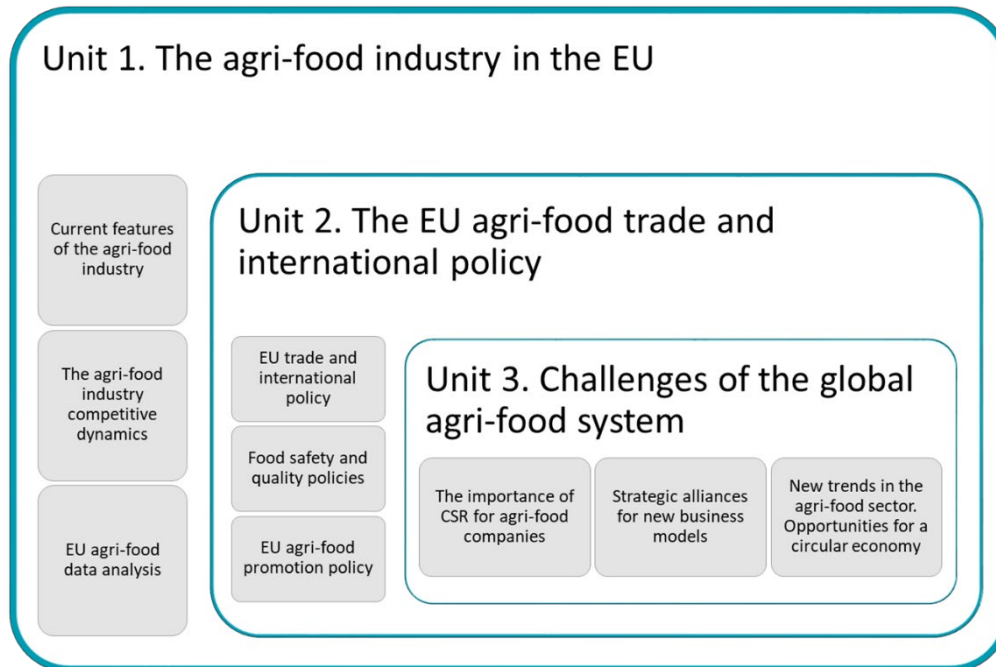 Unit 1. The agri-food industry in the EU
Current features
of the agri-food
industry
The agri-food
industry
competitive
dynamics
EU agri-food
data analysis
Unit 2. The EU agri-food trade and
international policy
EU trade and
international
policy
Food safety and
quality policies
EU agri-food
promotion policy
Unit 3. Challenges of the global
agri-food system
The importance of
CSR for agri-food
companies
Strategic alliances
for new business
models
New trends in the
agri-food sector.
Opportunities for a
circular economy